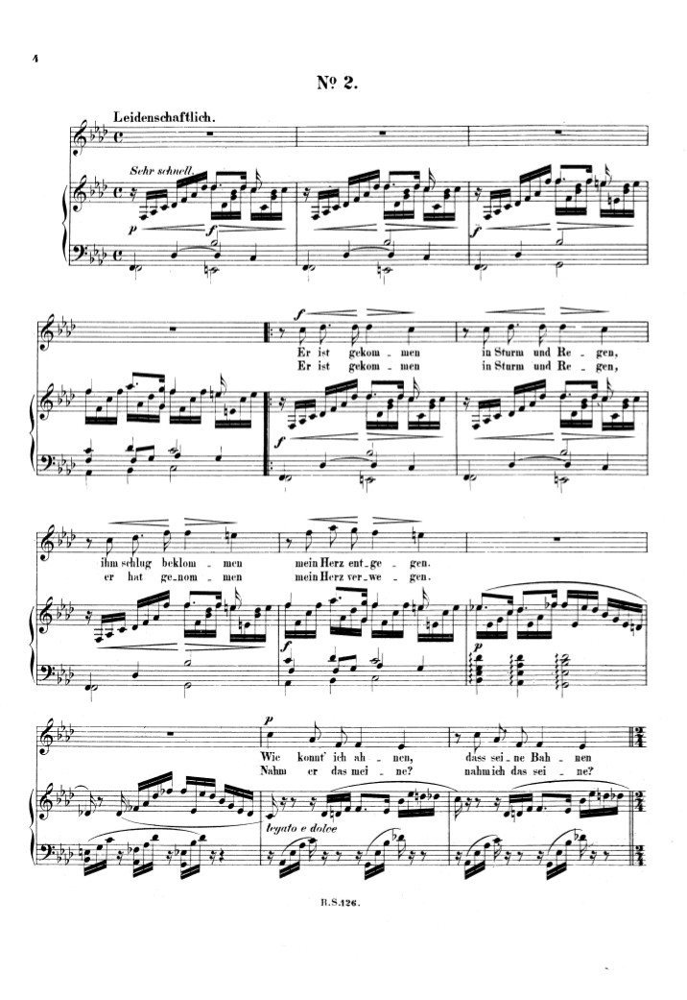 4
Nº 2.
Leidenschaftlich.
Sehr schnell.
p f
f
f
Er ist gekom _ men in Sturm und Re _ gen,
Er ist gekom _ men in Sturm und Re _ gen,
f
ihm schlug beklom _ men mein Herz ent _ ge _ gen.
er hat ge _ nom _ men mein Herz ver _ we _ gen.
f p
p
Wie konnt' ich ah _ nen, dass sei _ ne Bah _ nen
Nahm er das mei _ ne? nahm ich das sei _ ne?
legato e dolce
R.S.126.